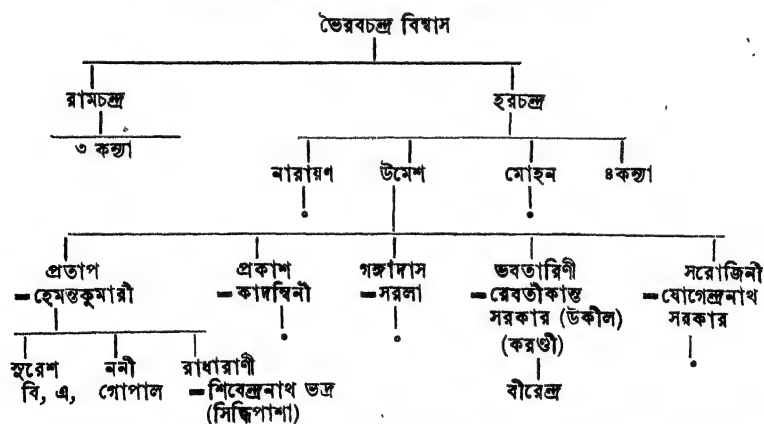 ভৈরবচন্দ্র বিশ্বাস
রামচন্দ্র হরচন্দ্র
৩ কন্যা
নারায়ণ উমেশ মোহন ৪কন্যা
প্রতাপ প্রকাশ গঙ্গাদাস ভবতারিণী সরোজিনী
=হেমন্তকুমারী =কাদম্বিনী =সরলা =রেবতীকান্ত =যোগেন্দ্রনাথ
সরকার (উকীল) সরকার
(করণ্ডী)
সুরেশ ননী রাধারাণী
বি, এ, গোপাল =শিবেন্দ্রনাথ ভদ্র বীরেন্দ্র
(সিদ্ধিপাশা)